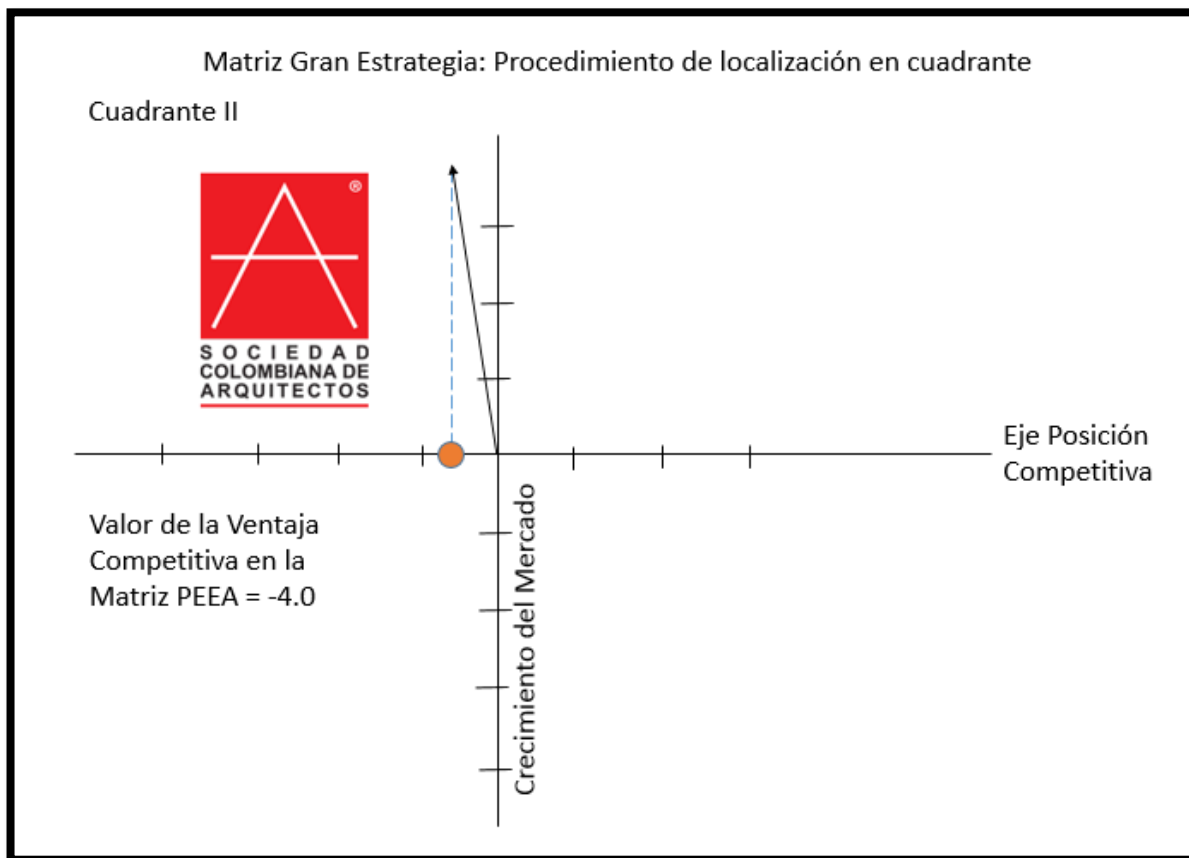 Matriz Gran Estrategia: Procedimiento de localización en cuadrante
Cuadrante II
®
SOCIEDAD
COLOMBIANA DE
ARQUITECTOS
Eje Posición
Competitiva
Valor de la Ventaja
Competitiva en la
Matriz PEEA = -4.0
Crecimiento del Mercado